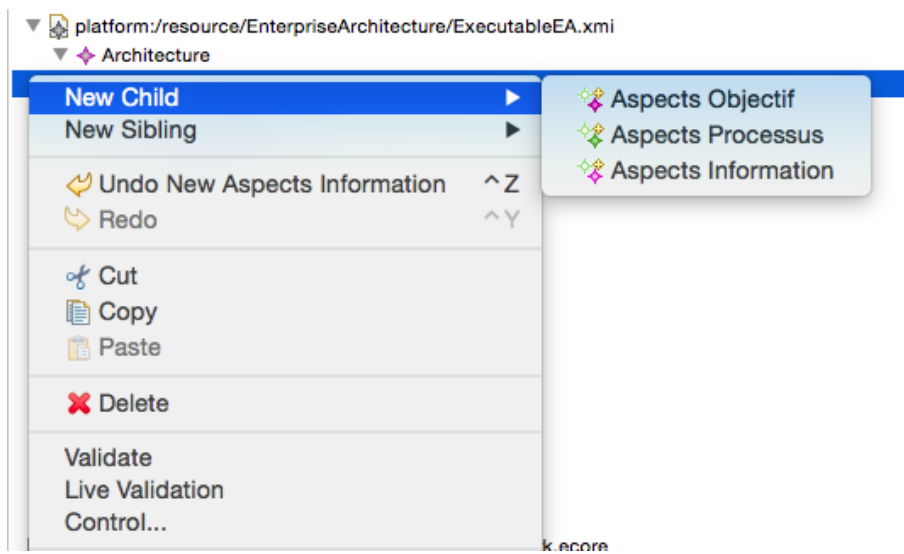 platform:/resource/EnterpriseArchitecture/ExecutableEA.xmi
Architecture
New Child
New Sibling
Undo New Aspects Information ^Z
Redo ^Y
Cut
Copy
Paste
Delete
Validate
Live Validation
Control...
Aspects Objectif
Aspects Processus
Aspects Information
k.ecore